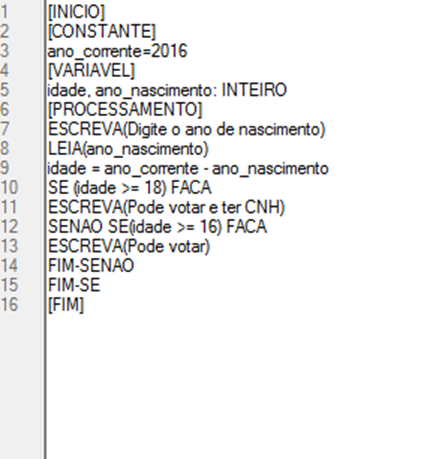 1 [INICIO]
2 [CONSTANTE]
3 ano_corrente=2016
4 [VARIAVEL]
5 idade, ano_nascimento: INTEIRO
6 [PROCESSAMENTO]
7 ESCREVA(Digite o ano de nascimento)
8 LEIA(ano_nascimento)
9 idade = ano_corrente - ano_nascimento
10 SE (idade >= 18) FACA
11 ESCREVA(Pode votar e ter CNH)
12 SENAO SE(idade >= 16) FACA
13 ESCREVA(Pode votar)
14 FIM-SENAO
15 FIM-SE
16 [FIM]